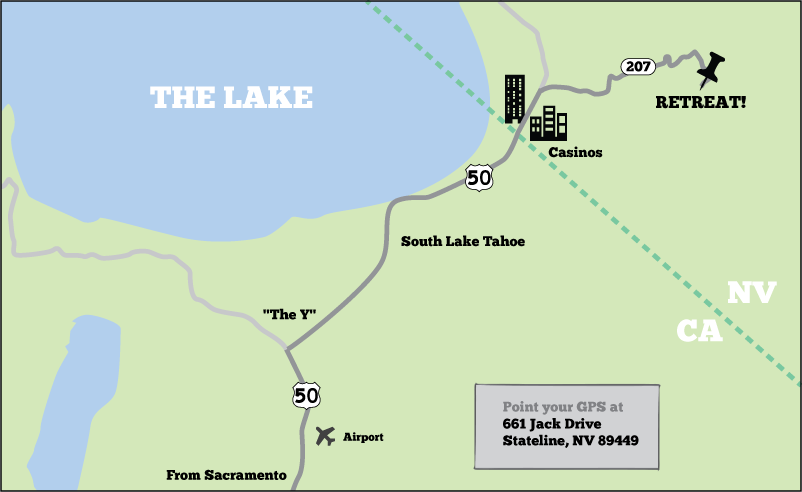 THE LAKE
207
RETREAT!
Casinos
50
South Lake Tahoe
NV
CA
"The Y"
50
Airport
From Sacramento
Point your GPS at
661 Jack Drive
Stateline, NV 89449